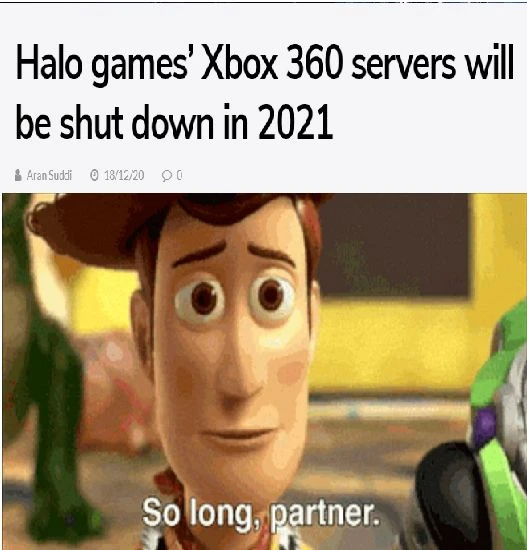 Halo games' Xbox 360 servers will
be shut down in 2021
Aran Suddi 18/12/20 0
So long, partner.